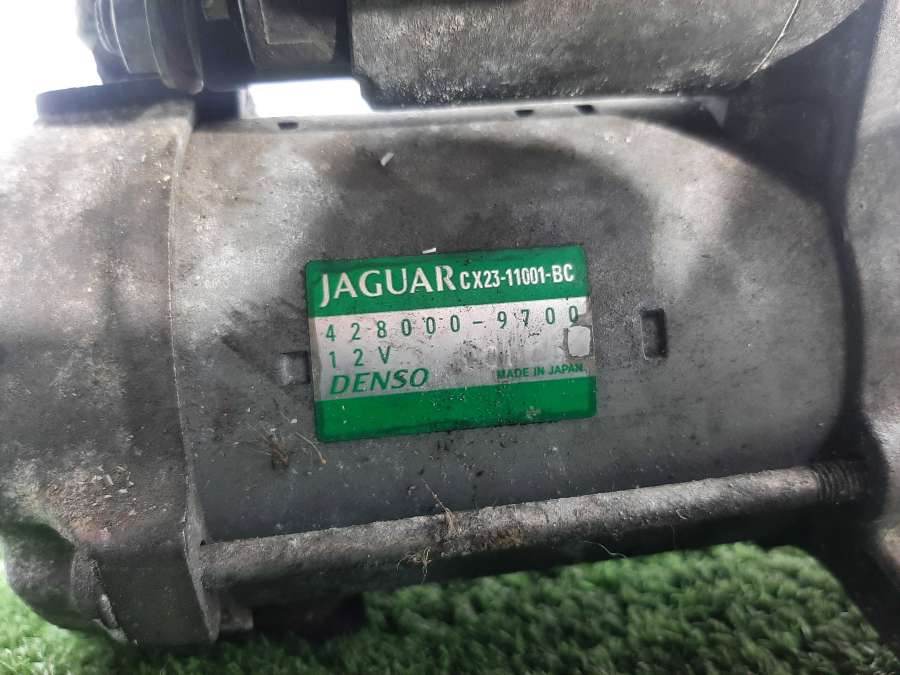 JAGUAR CX23-11001-BC
428000-9700
12V
DENSO MADE IN JAPAN